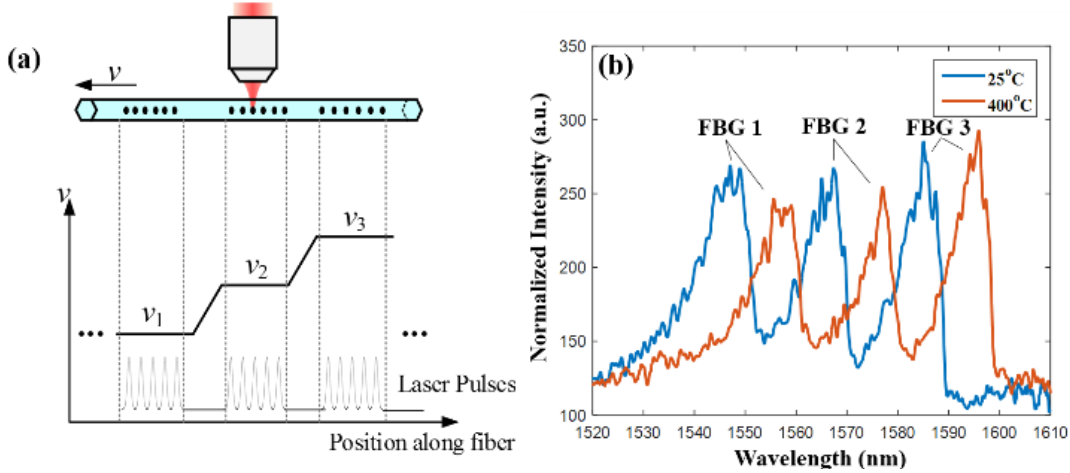 (a)
v
v
v1
v2
v3
•••
•••
Laser Pulses
Position along fiber
(b)
25°C
400°C
FBG 1
FBG 2
FBG 3
350
300
250
200
150
100
1520
1530
1540
1550
1560
1570
1580
1590
1600
1610
Normalized Intensity (a.u.)
Wavelength (nm)